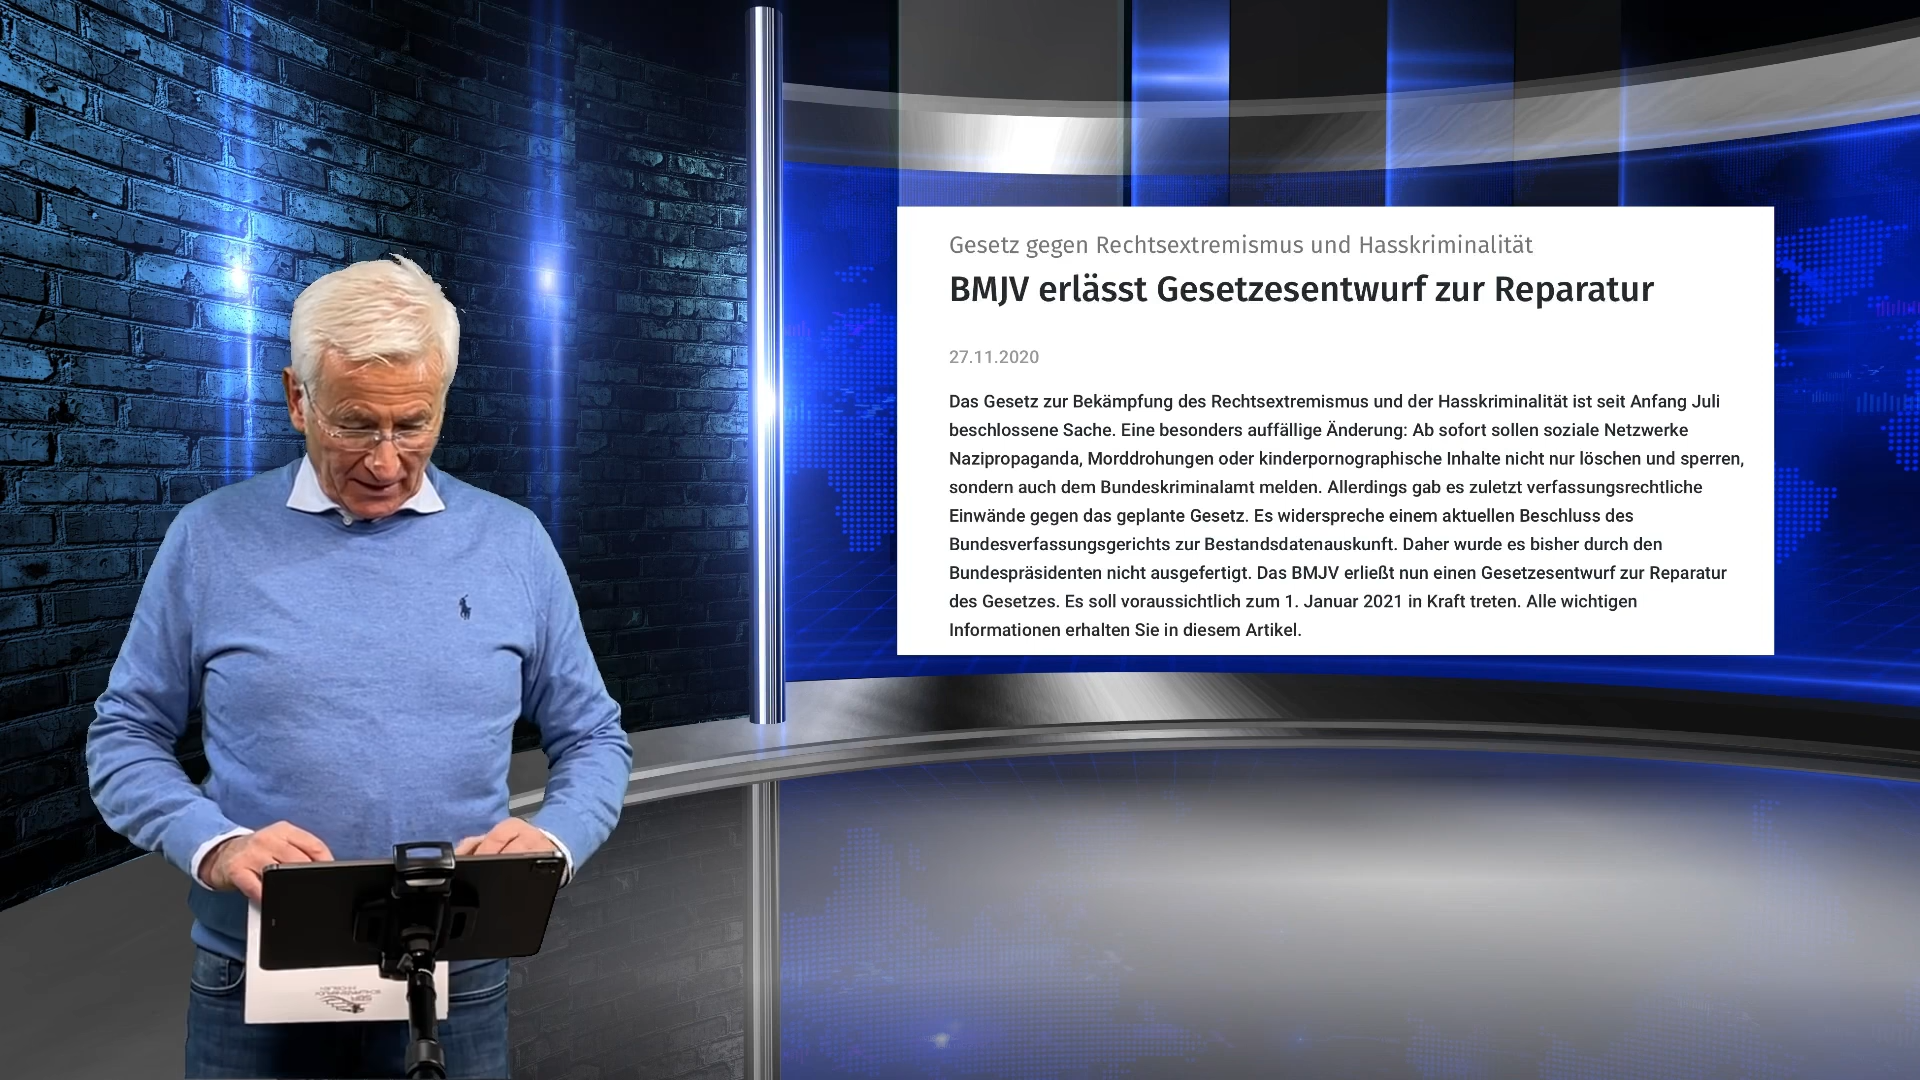 Gesetz gegen Rechtsextremismus und Hasskriminalität
BMJV erlässt Gesetzesentwurf zur Reparatur
27.11.2020
Das Gesetz zur Bekämpfung des Rechtsextremismus und der Hasskriminalität ist seit Anfang Juli
beschlossene Sache. Eine besonders auffällige Änderung: Ab sofort sollen soziale Netzwerke
Nazipropaganda, Morddrohungen oder kinderpornographische Inhalte nicht nur löschen und sperren,
sondern auch dem Bundeskriminalamt melden. Allerdings gab es zuletzt verfassungsrechtliche
Einwände gegen das geplante Gesetz. Es widerspreche einem aktuellen Beschluss des
Bundesverfassungsgerichts zur Bestandsdatenauskunft. Daher wurde es bisher durch den
Bundespräsidenten nicht ausgefertigt. Das BMJV erließt nun einen Gesetzesentwurf zur Reparatur
des Gesetzes. Es soll voraussichtlich zum 1. Januar 2021 in Kraft treten. Alle wichtigen
Informationen erhalten Sie in diesem Artikel.